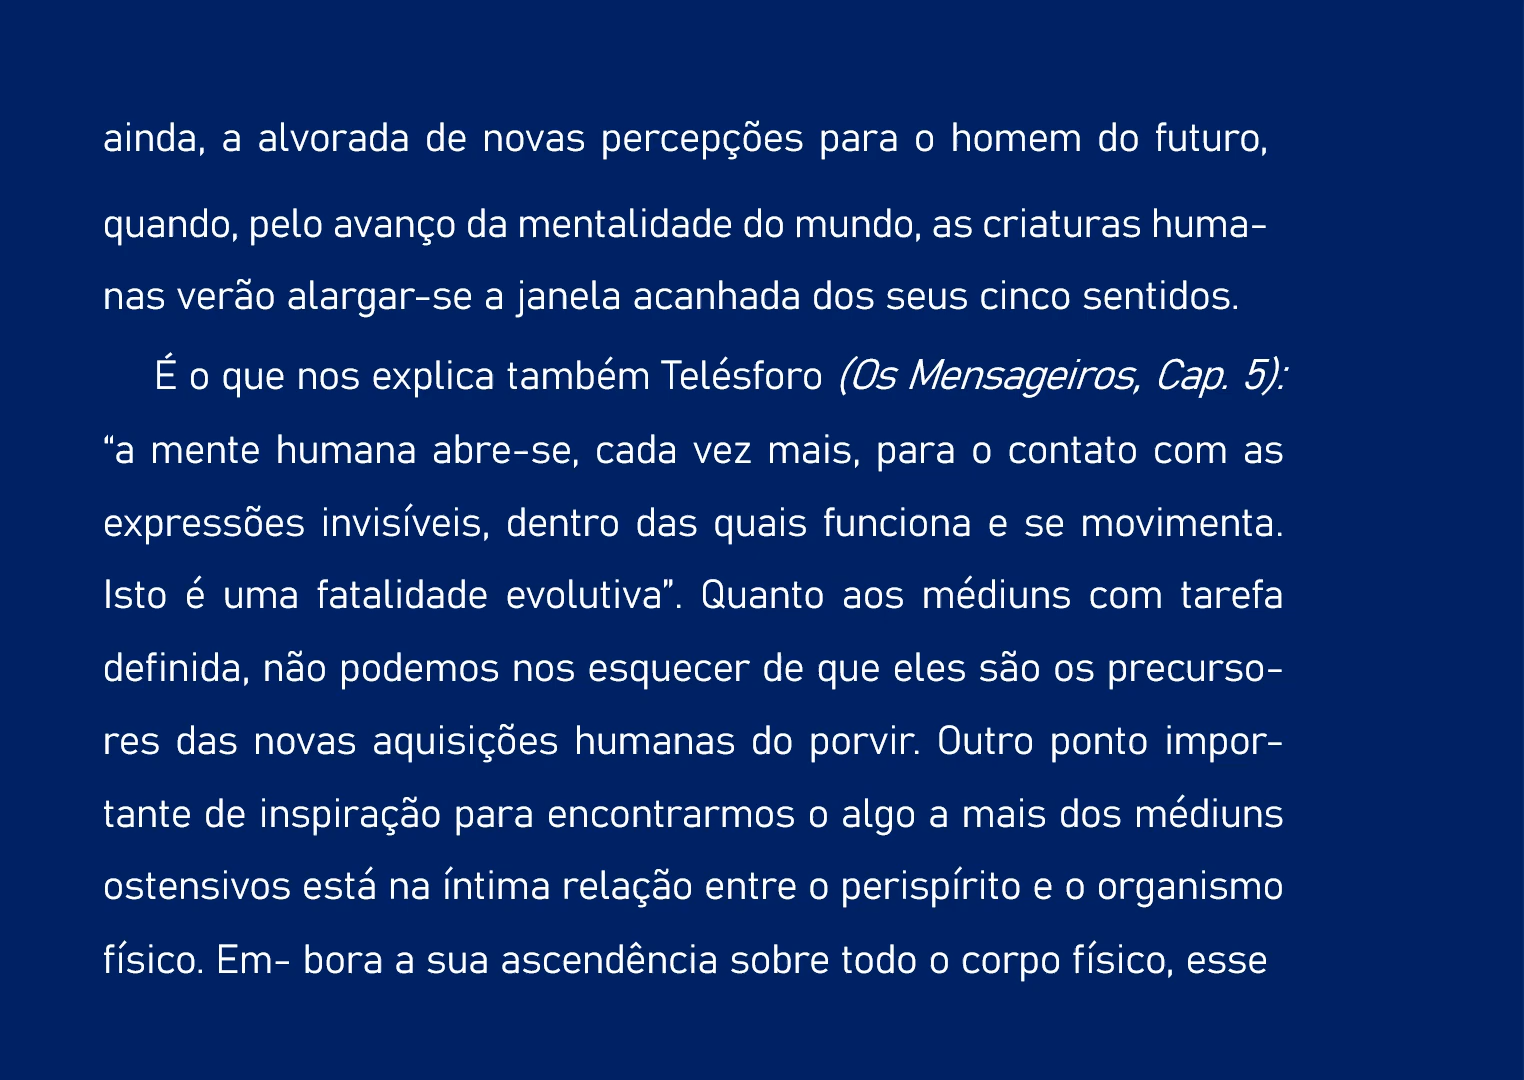 ainda, a alvorada de novas percepções para o homem do futuro,
quando, pelo avanço da mentalidade do mundo, as criaturas huma-
nas verão alargar-se a janela acanhada dos seus cinco sentidos.
É o que nos explica também Telésforo (Os Mensageiros, Cap. 5):
“a mente humana abre-se, cada vez mais, para o contato com as
expressões invisíveis, dentro das quais funciona e se movimenta.
Isto é uma fatalidade evolutiva”. Quanto aos médiuns com tarefa
definida, não podemos nos esquecer de que eles são os precurso-
res das novas aquisições humanas do porvir. Outro ponto impor-
tante de inspiração para encontrarmos o algo a mais dos médiuns
ostensivos está na íntima relação entre o perispírito e o organismo
físico. Em- bora a sua ascendência sobre todo o corpo físico, esse